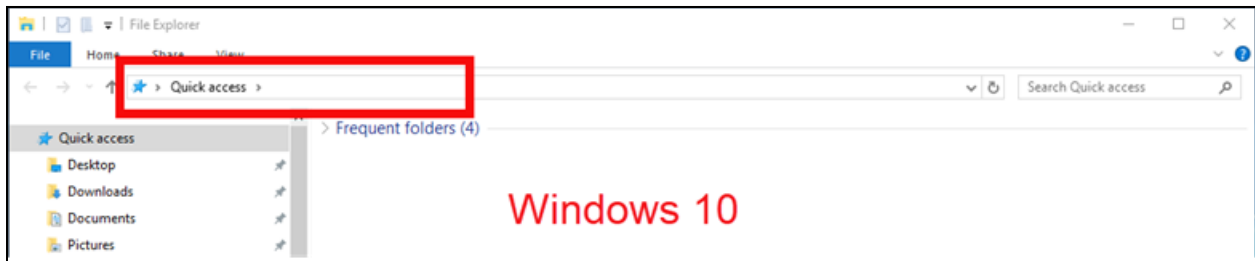 File Explorer
File Home Share View
Quick access Search Quick access
Quick access
Frequent folders (4)
Desktop
Downloads
Documents
Pictures
Windows 10